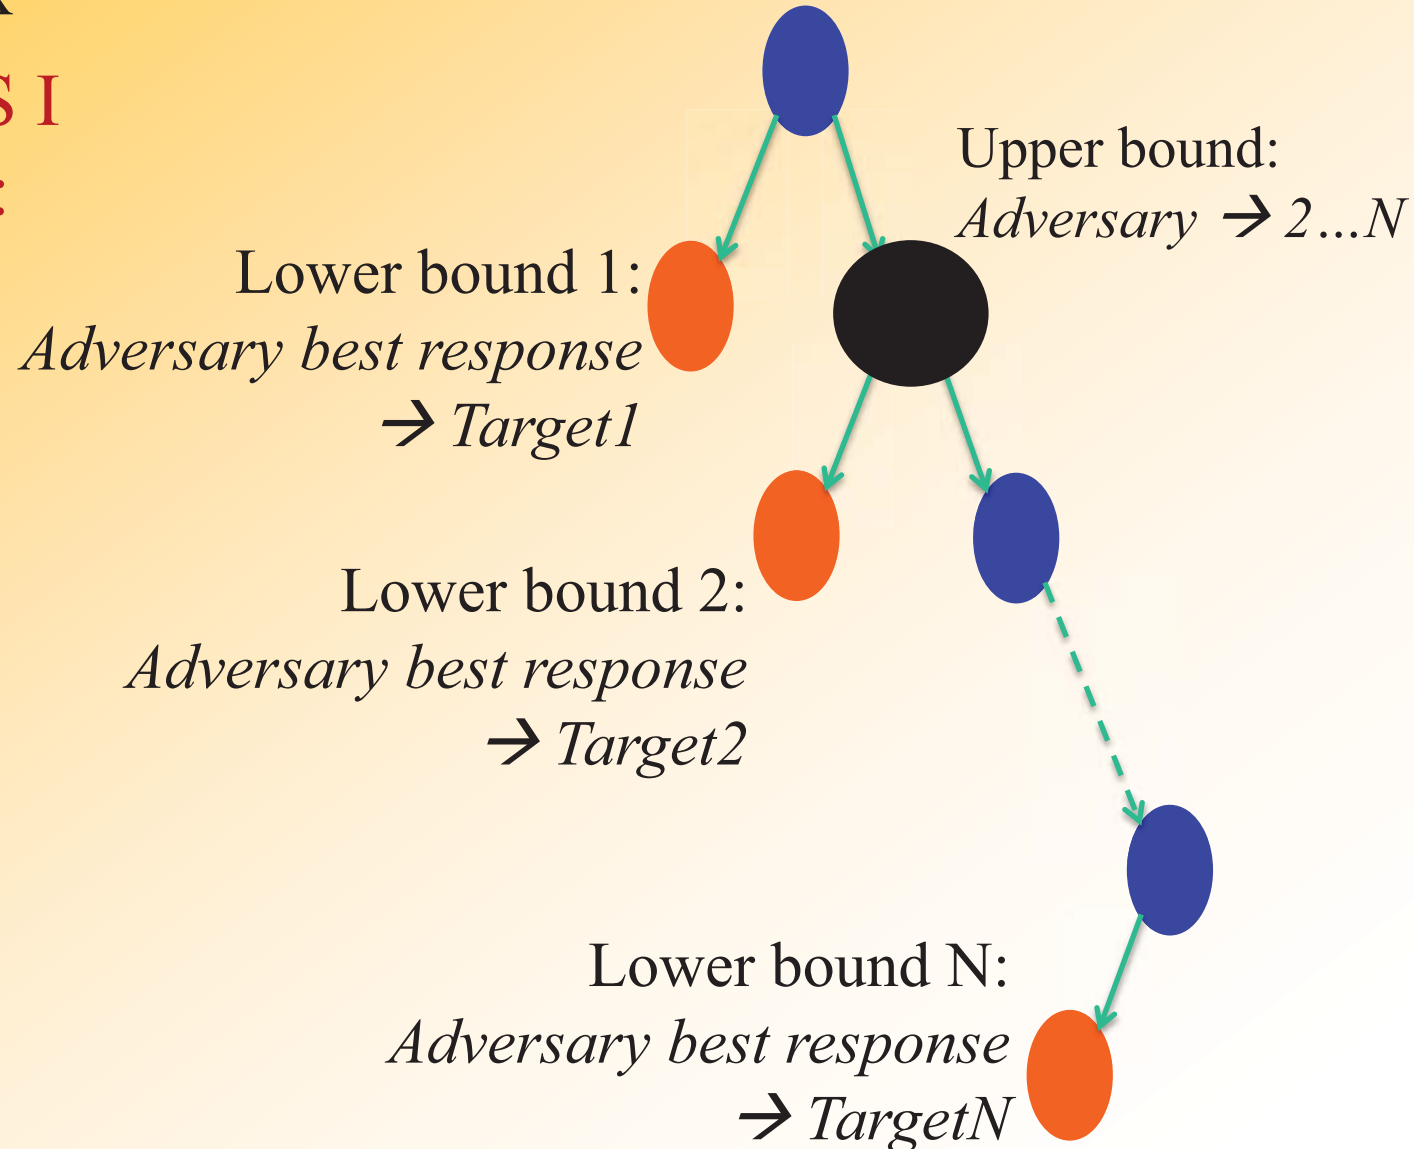 S I
:
Upper bound:
Adversary → 2...N
Lower bound 1:
Adversary best response
→ Target1
Lower bound 2:
Adversary best response
→ Target2
Lower bound N:
Adversary best response
→ TargetN